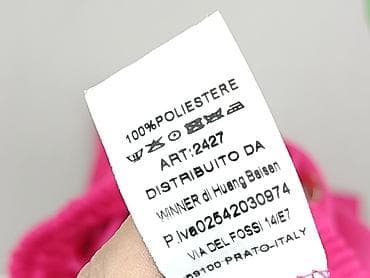 100%POLIESTERE
ART:2427
DISTRIBUITO DA
WINNER di Huang Baisen
P.iva02542030974
VIA DEL FOSSI 14/E7
59100 PRATO-ITALY